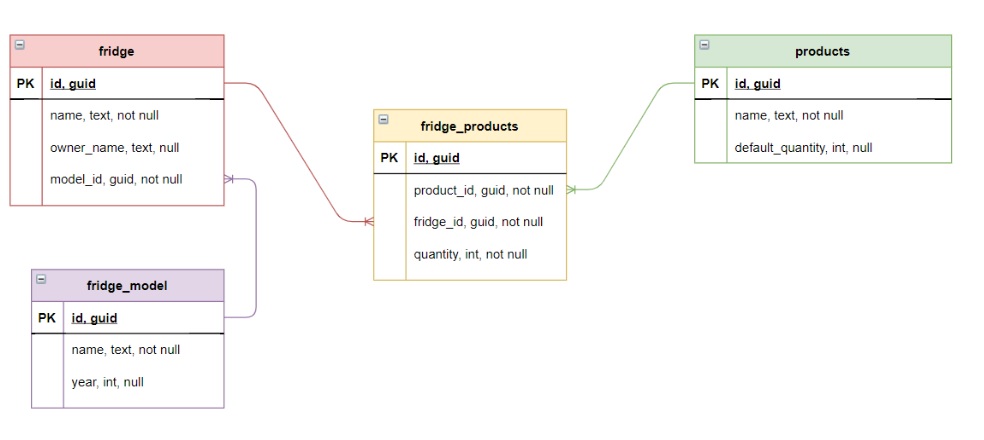 fridge
PK id, guid
name, text, not null
owner_name, text, null
model_id, guid, not null
fridge_model
PK id, guid
name, text, not null
year, int, null
fridge_products
PK id, guid
product_id, guid, not null
fridge_id, guid, not null
quantity, int, not null
products
PK id, guid
name, text, not null
default_quantity, int, null